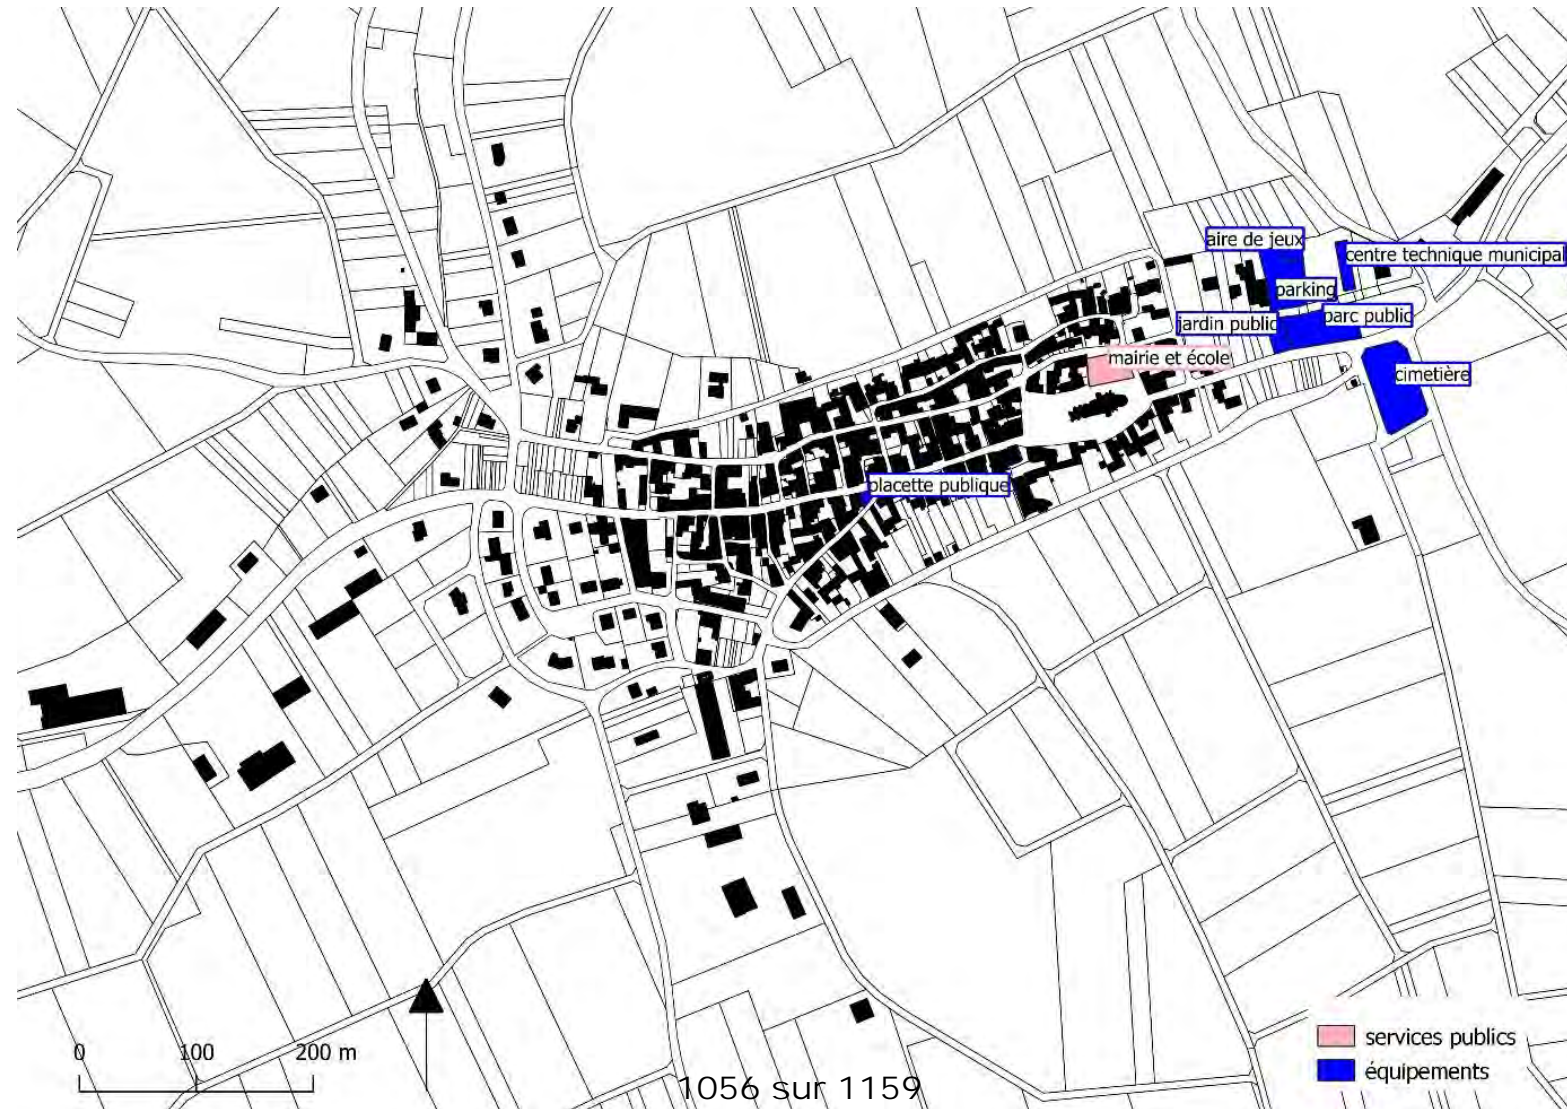 aire de jeux
centre technique municipal
parking
jardin public
parc public
mairie et école
cimetière
placette publique
services publics
équipements
0 100 200 m
1056 sur 1159